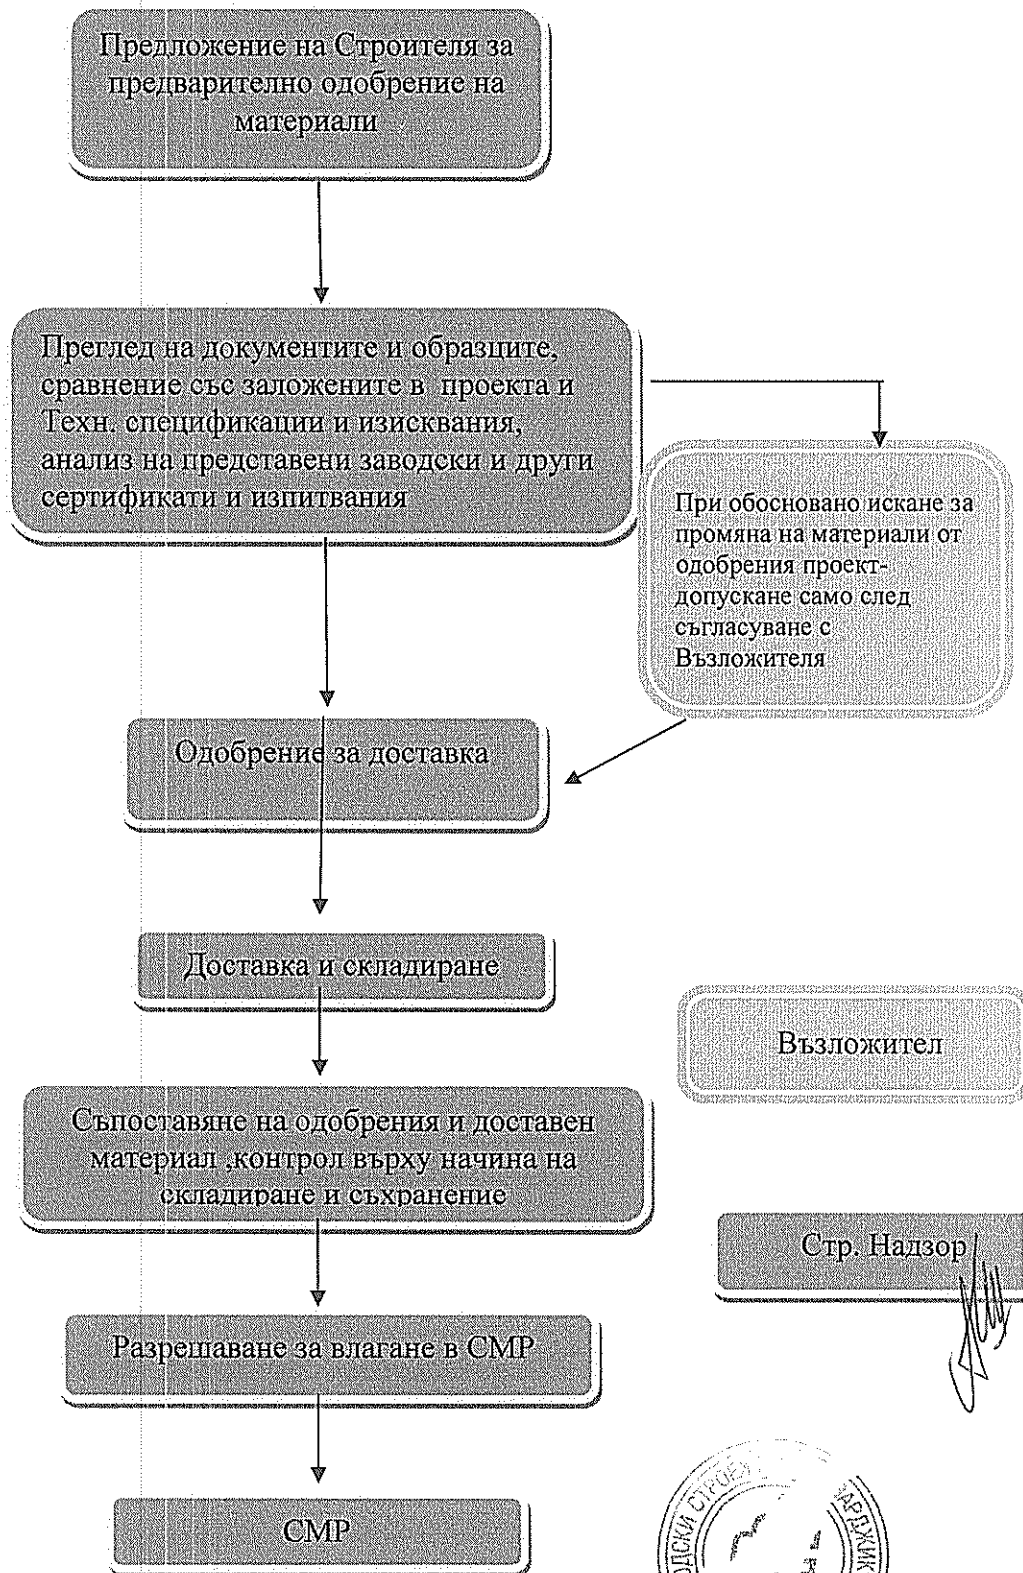 Предложение на Строителя за
предварително одобрение на
материали
Преглед на документите и образците,
сравнение със заложените в проекта и
Техн. спецификации и изисквания,
анализ на представени заводски и други
сертификати и изпитвания
При обосновано искане за
промяна на материали от
одобрения проект-
допускане само след
съгласуване с
Възложителя
Одобрение за доставка
Доставка и складиране
Възложител
Съпоставяне на одобрения и доставен
материал ,контрол върху начина на
складиране и съхранение
Стр. Надзор
Разрешаване за влагане в СМР
СМР